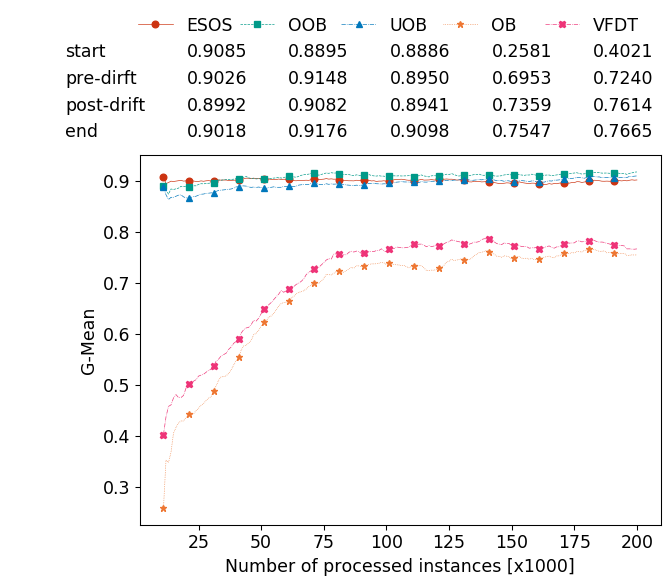 ESOS OOB UOB OB VFDT
start 0.9085 0.8895 0.8886 0.2581 0.4021
pre-dirft 0.9026 0.9148 0.8950 0.6953 0.7240
post-drift 0.8992 0.9082 0.8941 0.7359 0.7614
end 0.9018 0.9176 0.9098 0.7547 0.7665
0.9
0.8
0.7
0.6
0.5
0.4
0.3
G-Mean
25 50 75 100 125 150 175 200
Number of processed instances [x1000]